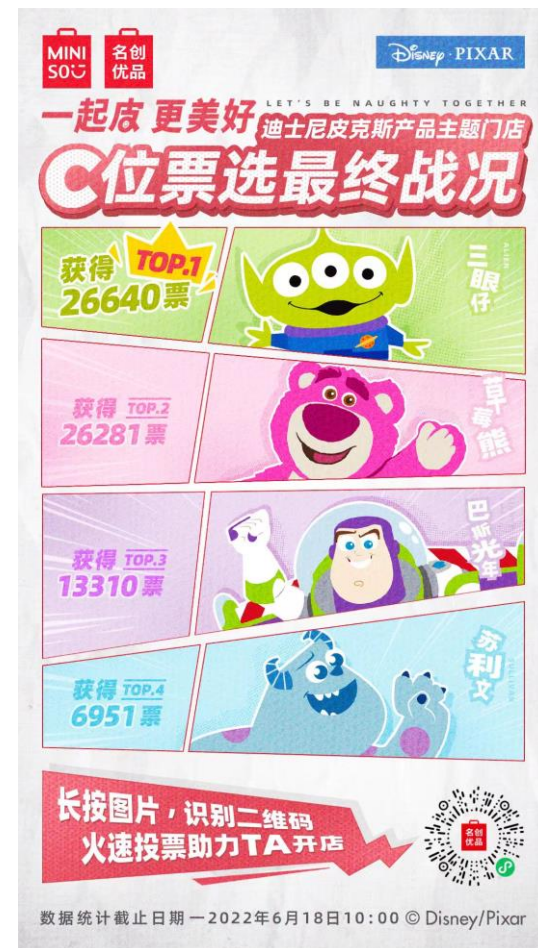 MINI SO
名创优品
Disney · PIXAR
一起皮 更美好
LET'S BE NAUGHTY TOGETHER
迪士尼皮克斯产品主题门店
C位票选最终战况
获得 TOP.1
26640票
三眼仔
ALIEN
获得 TOP.2
26281票
草莓熊
获得 TOP.3
13310票
巴斯光年
获得 TOP.4
6951票
苏利文
SULLIVAN
长按图片，识别二维码
火速投票助力TA开店
名创优品
数据统计截止日期—2022年6月18日10:00 © Disney/Pixar